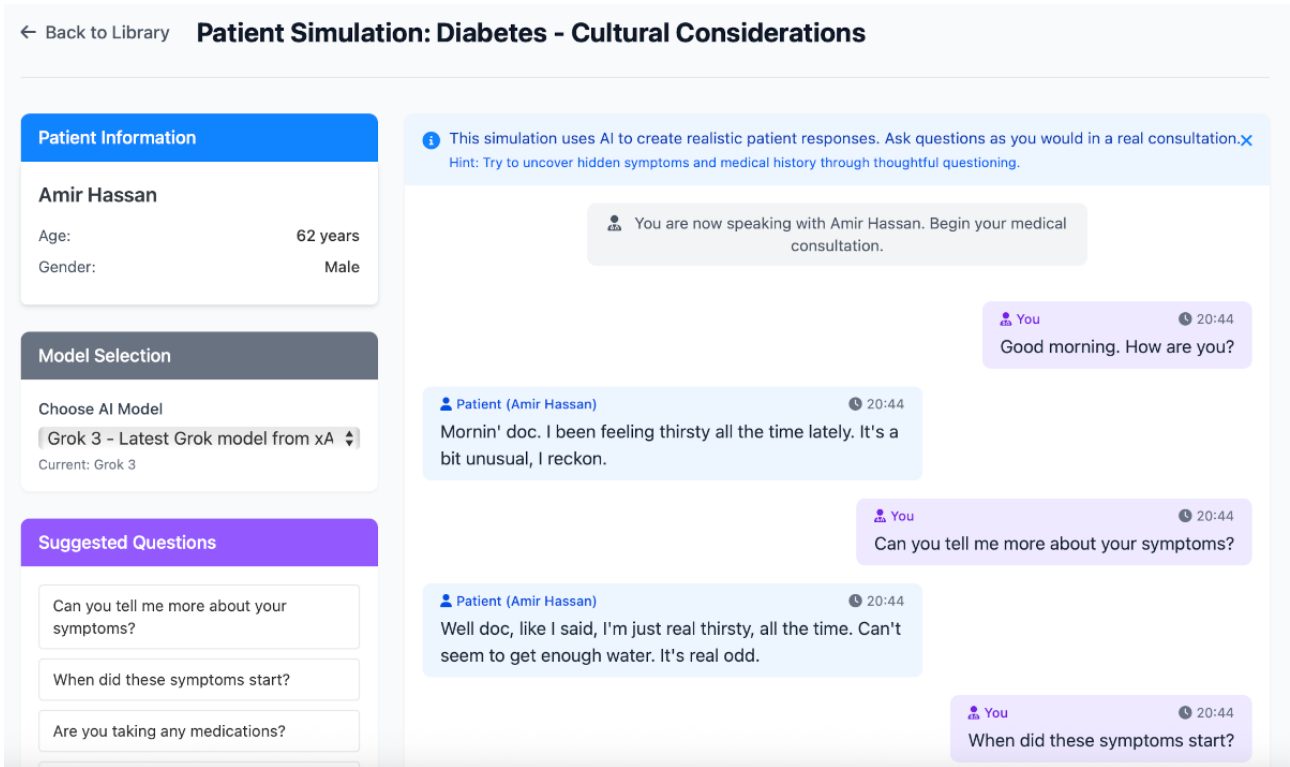 ← Back to Library
Patient Simulation: Diabetes - Cultural Considerations
Patient Information
Amir Hassan
Age: 62 years
Gender: Male
Model Selection
Choose AI Model
Grok 3 - Latest Grok model from xA
Current: Grok 3
Suggested Questions
Can you tell me more about your
symptoms?
When did these symptoms start?
Are you taking any medications?
This simulation uses AI to create realistic patient responses. Ask questions as you would in a real consultation.
Hint: Try to uncover hidden symptoms and medical history through thoughtful questioning.
You are now speaking with Amir Hassan. Begin your medical
consultation.
You 20:44
Good morning. How are you?
Patient (Amir Hassan) 20:44
Mornin' doc. I been feeling thirsty all the time lately. It's a
bit unusual, I reckon.
You 20:44
Can you tell me more about your symptoms?
Patient (Amir Hassan) 20:44
Well doc, like I said, I'm just real thirsty, all the time. Can't
seem to get enough water. It's real odd.
You 20:44
When did these symptoms start?